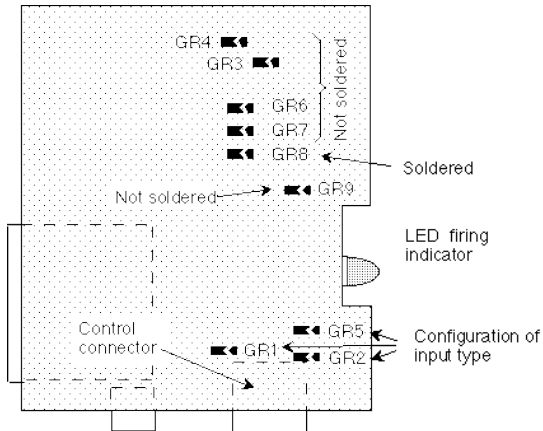 GR4
GR3
Not soldered
GR6
GR7
GR8
Soldered
Not soldered
GR9
LED firing
indicator
Control
connector
GR5
GR1
GR2
Configuration of
input type